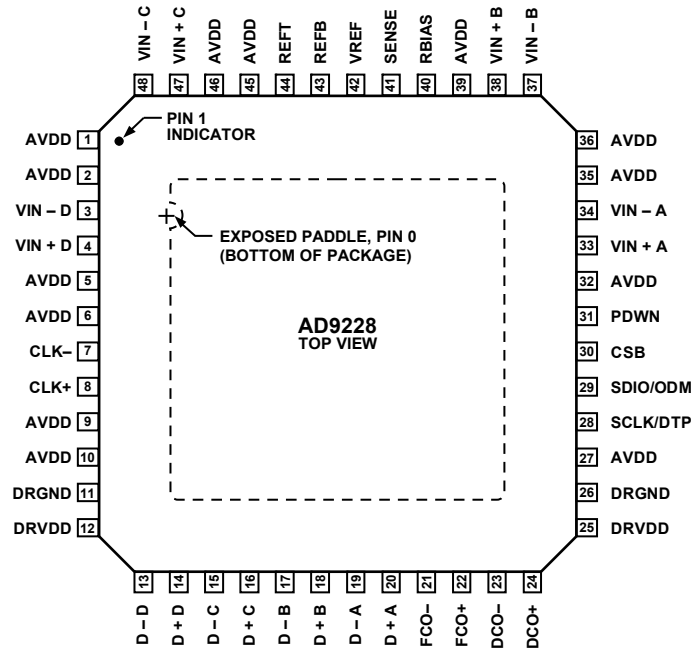 VIN – C
VIN + C
AVDD
AVDD
REFT
REFB
VREF
SENSE
RBIAS
AVDD
VIN + B
VIN – B
48
47
46
45
44
43
42
41
40
39
38
37
PIN 1
INDICATOR
AVDD 1
AVDD 2
VIN – D 3
VIN + D 4
AVDD 5
AVDD 6
CLK– 7
CLK+ 8
AVDD 9
AVDD 10
DRGND 11
DRVDD 12
EXPOSED PADDLE, PIN 0
(BOTTOM OF PACKAGE)
AD9228
TOP VIEW
36 AVDD
35 AVDD
34 VIN – A
33 VIN + A
32 AVDD
31 PDWN
30 CSB
29 SDIO/ODM
28 SCLK/DTP
27 AVDD
26 DRGND
25 DRVDD
13
14
15
16
17
18
19
20
21
22
23
24
D – D
D + D
D – C
D + C
D – B
D + B
D – A
D + A
FCO–
FCO+
DCO–
DCO+